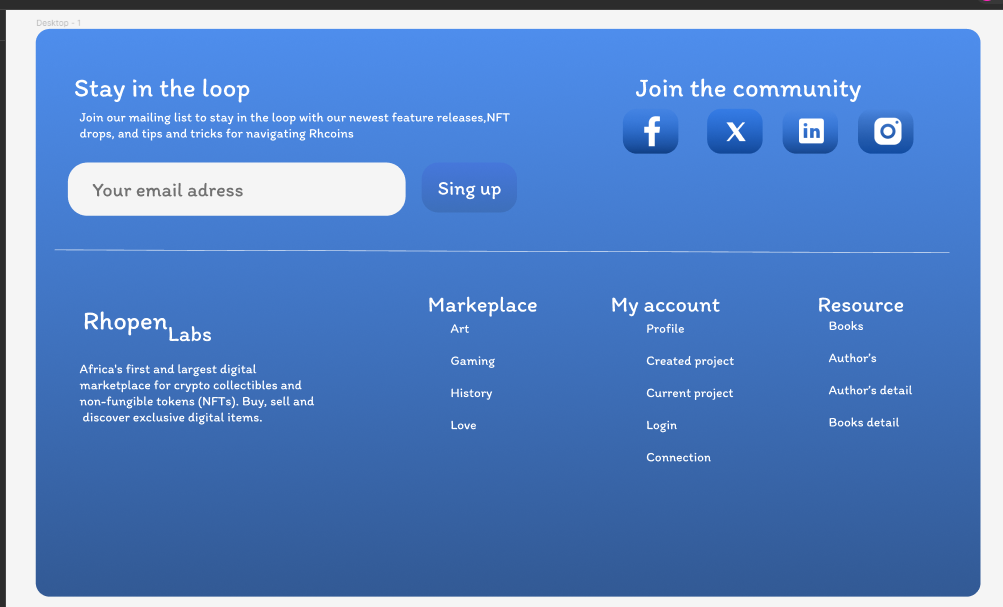 Desktop - 1
Stay in the loop
Join our mailing list to stay in the loop with our newest feature releases,NFT
drops, and tips and tricks for navigating Rhcoins
Your email adress
Sing up
Join the community
f
X
in
Rhopen
Labs
Africa's first and largest digital
marketplace for crypto collectibles and
non-fungible tokens (NFTs). Buy, sell and
discover exclusive digital items.
Markeplace
Art
Gaming
History
Love
My account
Profile
Created project
Current project
Login
Connection
Resource
Books
Author's
Author's detail
Books detail